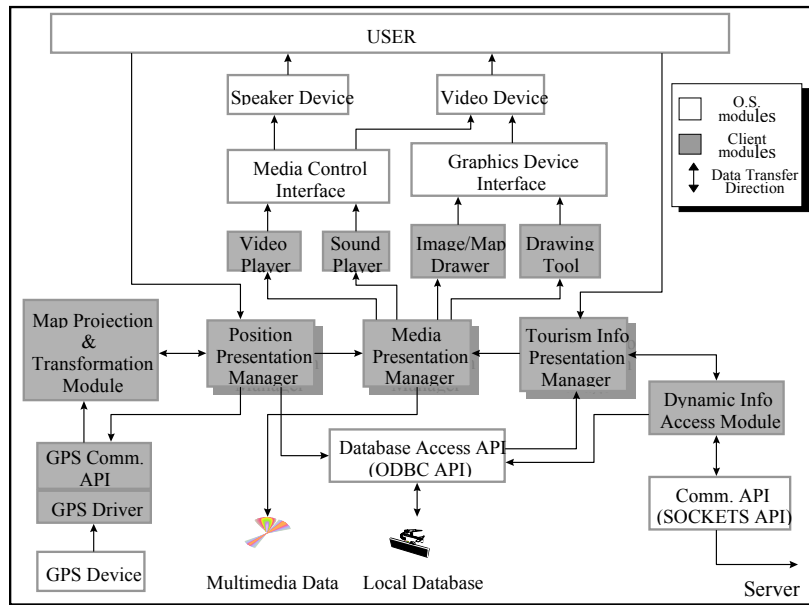 USER
Speaker Device
Video Device
O.S.
modules
Client
modules
Data Transfer
Direction
Media Control
Interface
Graphics Device
Interface
Video
Player
Sound
Player
Image/Map
Drawer
Drawing
Tool
Map Projection
&
Transformation
Module
Position
Presentation
Manager
Media
Presentation
Manager
Tourism Info
Presentation
Manager
Dynamic Info
Access Module
GPS Comm.
API
GPS Driver
GPS Device
Database Access API
(ODBC API)
Comm. API
(SOCKETS API)
Multimedia Data
Local Database
Server